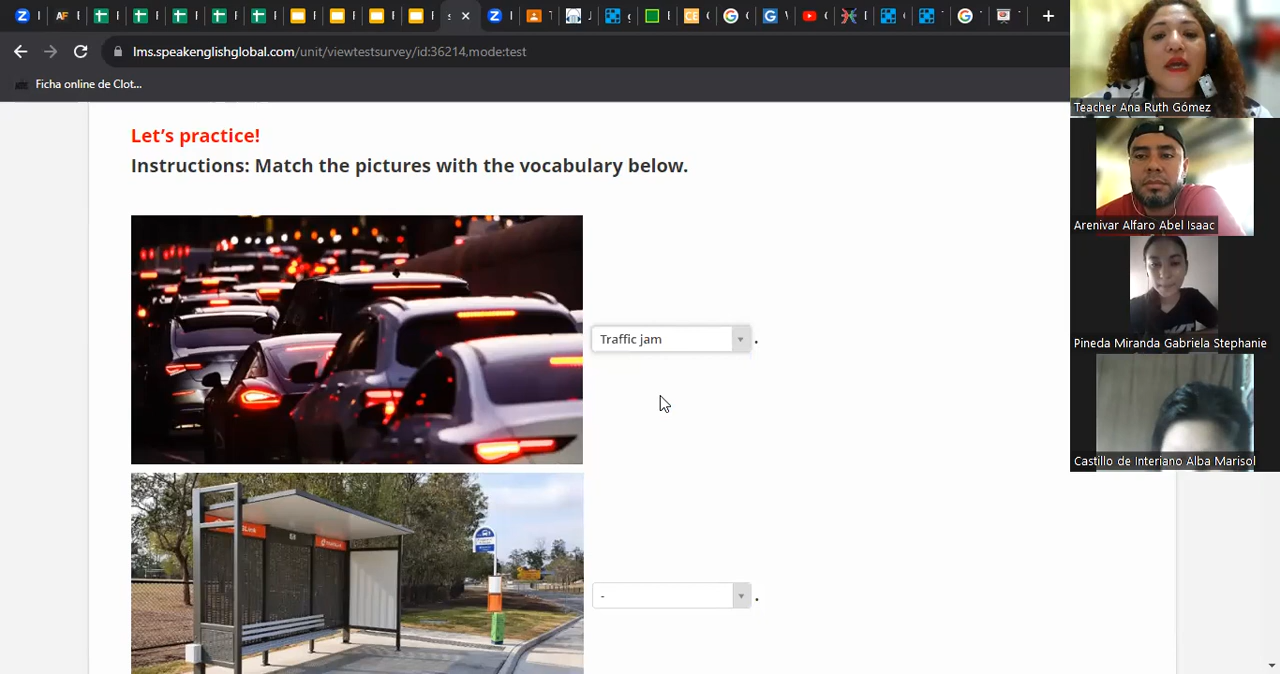 lms.speakenglishglobal.com/unit/viewtestsurvey/id:36214,mode:test
Ficha online de Clot...
Let's practice!
Instructions: Match the pictures with the vocabulary below.
Traffic jam
.
-
.
Teacher Ana Ruth Gómez
Arenivar Alfaro Abel Isaac
Pineda Miranda Gabriela Stephanie
Castillo de Interiano Alba Marisol